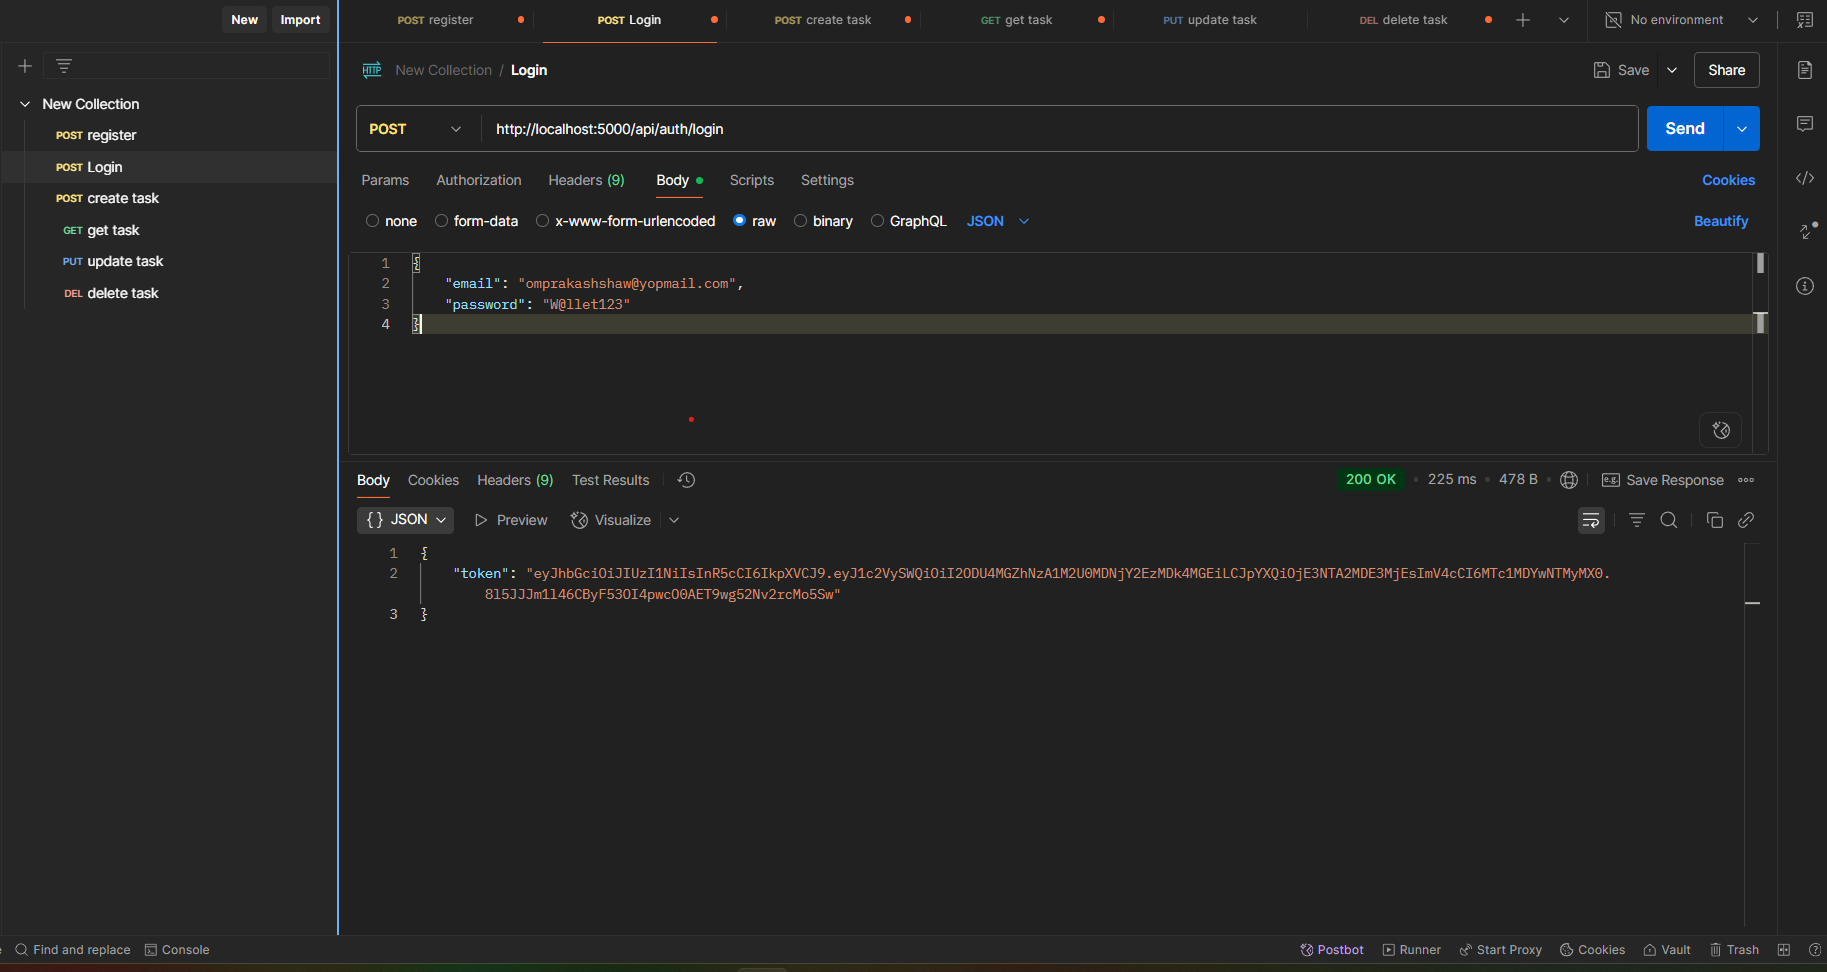 New Import
POST register POST Login POST create task GET get task PUT update task DEL delete task No environment
New Collection / Login Save Share
New Collection
POST register
POST Login
POST create task
GET get task
PUT update task
DEL delete task
POST http://localhost:5000/api/auth/login Send
Params Authorization Headers (9) Body Scripts Settings Cookies
none form-data x-www-form-urlencoded raw binary GraphQL JSON Beautify
1 {
2 "email": "omprakashshaw@yopmail.com",
3 "password": "W@llet123"
4 }
Body Cookies Headers (9) Test Results 200 OK 225 ms 478 B e.g. Save Response
{} JSON Preview Visualize
1 {
2 "token": "eyJhbGciOiJIUzI1NiIsInR5cCI6IkpXVCJ9.eyJ1c2VySWQiOiI2ODU4MGZhNzA1M2U0MDNjY2EzMDk4MGEiLCJpYXQiOjE3NTA2MDE3MjEsImV4cCI6MTc1MDYwNTMyMX0.
8l5JJJm1l46CByF53OI4pwcO0AET9wg52Nv2rcMo5Sw"
3 }
Find and replace Console Postbot Runner Start Proxy Cookies Vault Trash